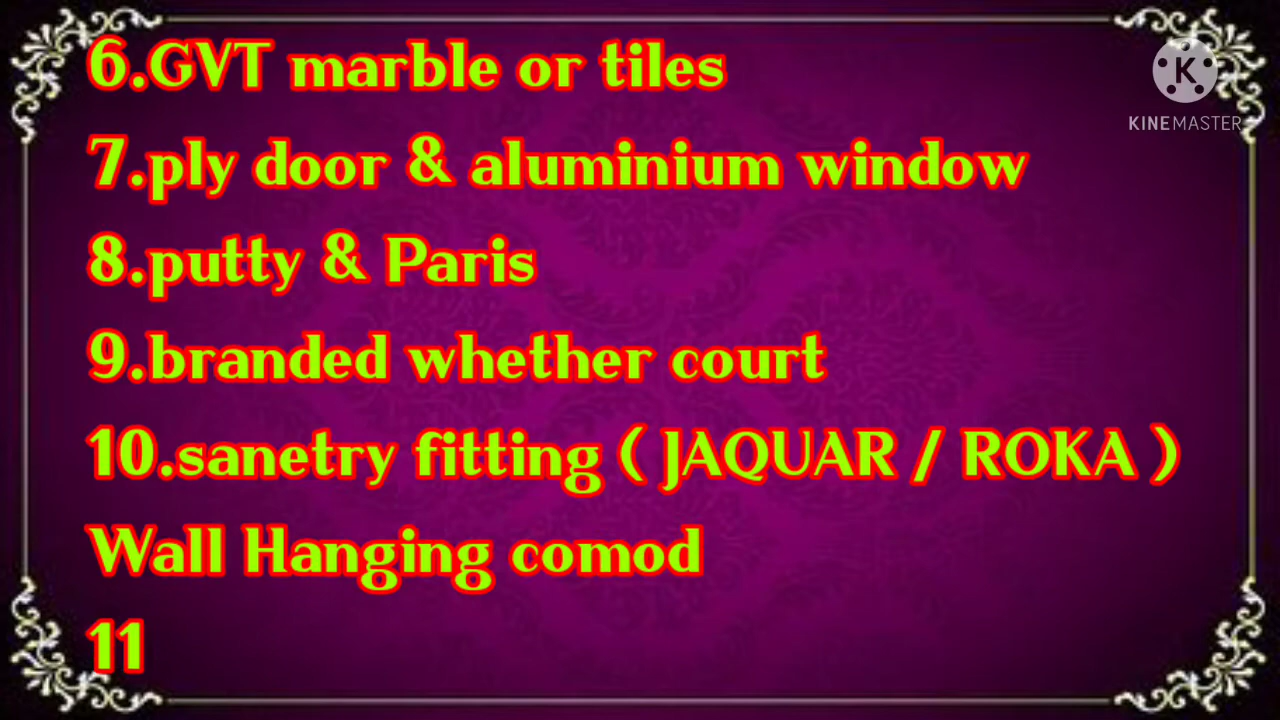 6.GVT marble or tiles
K
KINEMASTER
7.ply door & aluminium window
8.putty & Paris
9.branded whether court
10.sanetry fitting ( JAQUAR / ROKA )
Wall Hanging comod
11